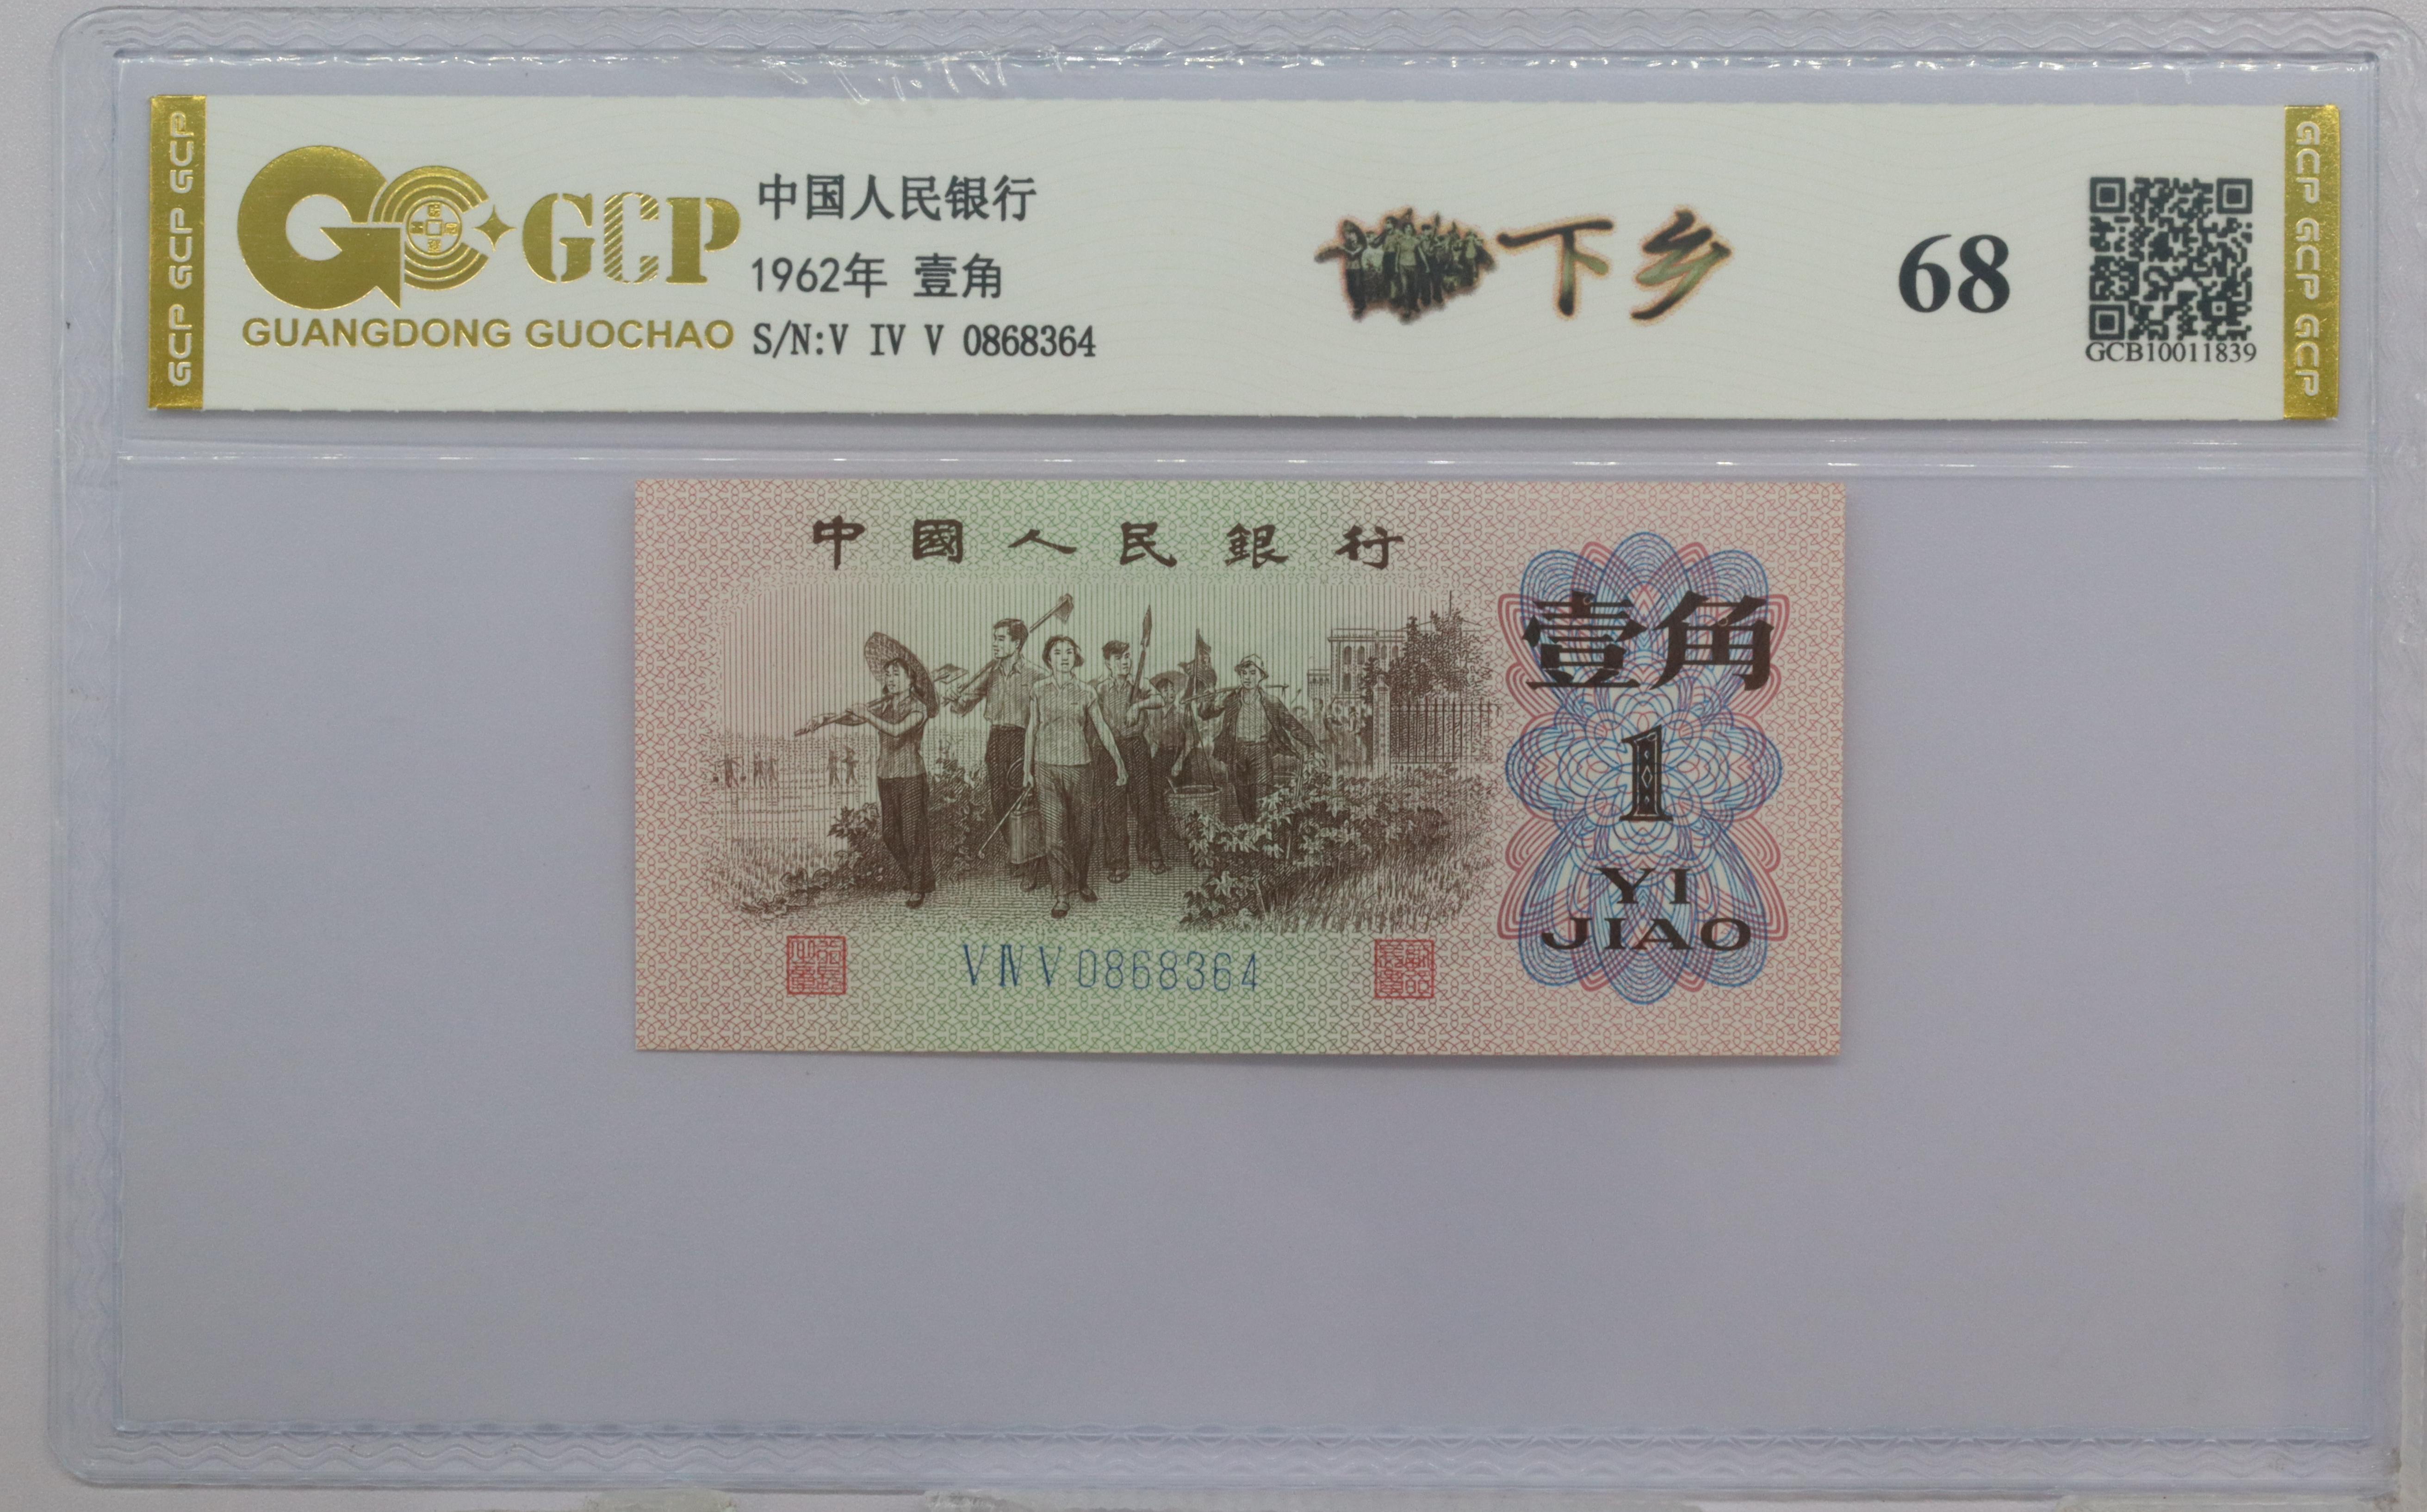 GCP GCP GCP
GCP
GUANGDONG GUOCHAO
中国人民银行
1962年 壹角
S/N:V IV V 0868364
下乡
68
GCB10011839
GCP GCP GCP
中國人民銀行
壹角
1
YI
JIAO
V IV V 0868364